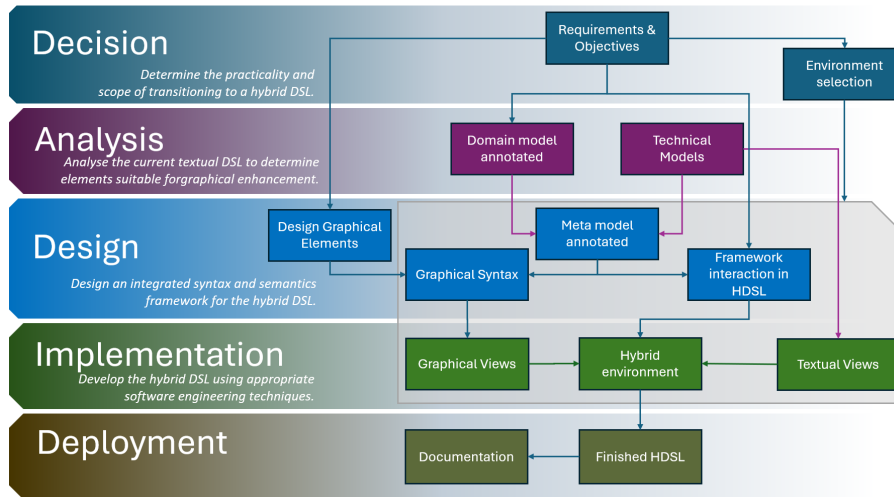 Decision
Determine the practicality and
scope of transitioning to a hybrid DSL.
Requirements &
Objectives
Environment
selection
Analysis
Analyse the current textual DSL to determine
elements suitable forgraphical enhancement.
Domain model
annotated
Technical
Models
Design
Design an integrated syntax and semantics
framework for the hybrid DSL.
Design Graphical
Elements
Meta model
annotated
Graphical Syntax
Framework
interaction in
HDSL
Implementation
Develop the hybrid DSL using appropriate
software engineering techniques.
Graphical Views
Hybrid
environment
Textual Views
Deployment
Documentation
Finished HDSL